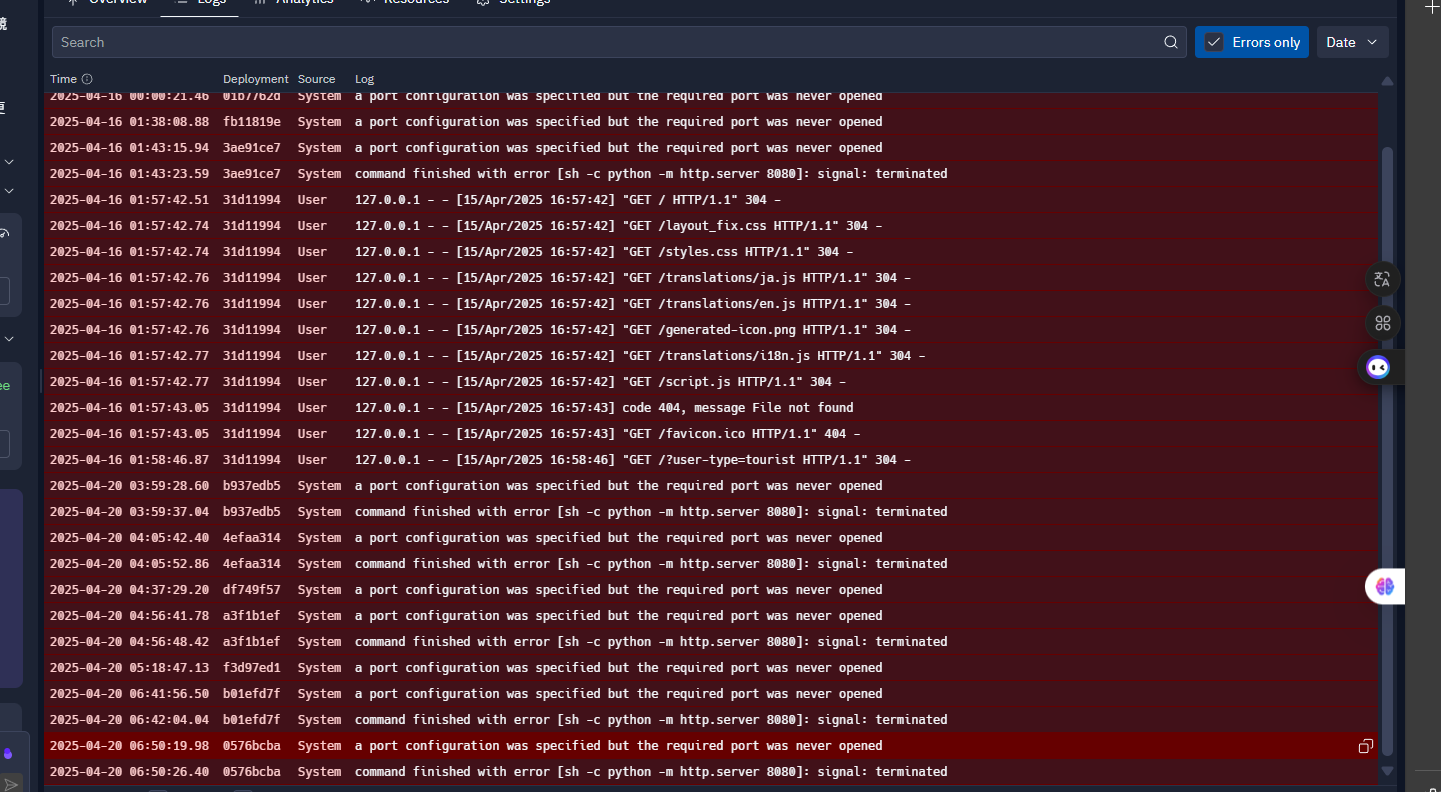 Overview Logs Analytics Resources Settings
Search Errors only Date
Time Deployment Source Log
2025-04-16 00:00:21.46 01b7762d System a port configuration was specified but the required port was never opened
2025-04-16 01:38:08.88 fb11819e System a port configuration was specified but the required port was never opened
2025-04-16 01:43:15.94 3ae91ce7 System a port configuration was specified but the required port was never opened
2025-04-16 01:43:23.59 3ae91ce7 System command finished with error [sh -c python -m http.server 8080]: signal: terminated
2025-04-16 01:57:42.51 31d11994 User 127.0.0.1 - - [15/Apr/2025 16:57:42] "GET / HTTP/1.1" 304 -
2025-04-16 01:57:42.74 31d11994 User 127.0.0.1 - - [15/Apr/2025 16:57:42] "GET /layout_fix.css HTTP/1.1" 304 -
2025-04-16 01:57:42.74 31d11994 User 127.0.0.1 - - [15/Apr/2025 16:57:42] "GET /styles.css HTTP/1.1" 304 -
2025-04-16 01:57:42.76 31d11994 User 127.0.0.1 - - [15/Apr/2025 16:57:42] "GET /translations/ja.js HTTP/1.1" 304 -
2025-04-16 01:57:42.76 31d11994 User 127.0.0.1 - - [15/Apr/2025 16:57:42] "GET /translations/en.js HTTP/1.1" 304 -
2025-04-16 01:57:42.76 31d11994 User 127.0.0.1 - - [15/Apr/2025 16:57:42] "GET /generated-icon.png HTTP/1.1" 304 -
2025-04-16 01:57:42.77 31d11994 User 127.0.0.1 - - [15/Apr/2025 16:57:42] "GET /translations/i18n.js HTTP/1.1" 304 -
2025-04-16 01:57:42.77 31d11994 User 127.0.0.1 - - [15/Apr/2025 16:57:42] "GET /script.js HTTP/1.1" 304 -
2025-04-16 01:57:43.05 31d11994 User 127.0.0.1 - - [15/Apr/2025 16:57:43] code 404, message File not found
2025-04-16 01:57:43.05 31d11994 User 127.0.0.1 - - [15/Apr/2025 16:57:43] "GET /favicon.ico HTTP/1.1" 404 -
2025-04-16 01:58:46.87 31d11994 User 127.0.0.1 - - [15/Apr/2025 16:58:46] "GET /?user-type=tourist HTTP/1.1" 304 -
2025-04-20 03:59:28.60 b937edb5 System a port configuration was specified but the required port was never opened
2025-04-20 03:59:37.04 b937edb5 System command finished with error [sh -c python -m http.server 8080]: signal: terminated
2025-04-20 04:05:42.40 4efaa314 System a port configuration was specified but the required port was never opened
2025-04-20 04:05:52.86 4efaa314 System command finished with error [sh -c python -m http.server 8080]: signal: terminated
2025-04-20 04:37:29.20 df749f57 System a port configuration was specified but the required port was never opened
2025-04-20 04:56:41.78 a3f1b1ef System a port configuration was specified but the required port was never opened
2025-04-20 04:56:48.42 a3f1b1ef System command finished with error [sh -c python -m http.server 8080]: signal: terminated
2025-04-20 05:18:47.13 f3d97ed1 System a port configuration was specified but the required port was never opened
2025-04-20 06:41:56.50 b01efd7f System a port configuration was specified but the required port was never opened
2025-04-20 06:42:04.04 b01efd7f System command finished with error [sh -c python -m http.server 8080]: signal: terminated
2025-04-20 06:50:19.98 0576bcba System a port configuration was specified but the required port was never opened
2025-04-20 06:50:26.40 0576bcba System command finished with error [sh -c python -m http.server 8080]: signal: terminated